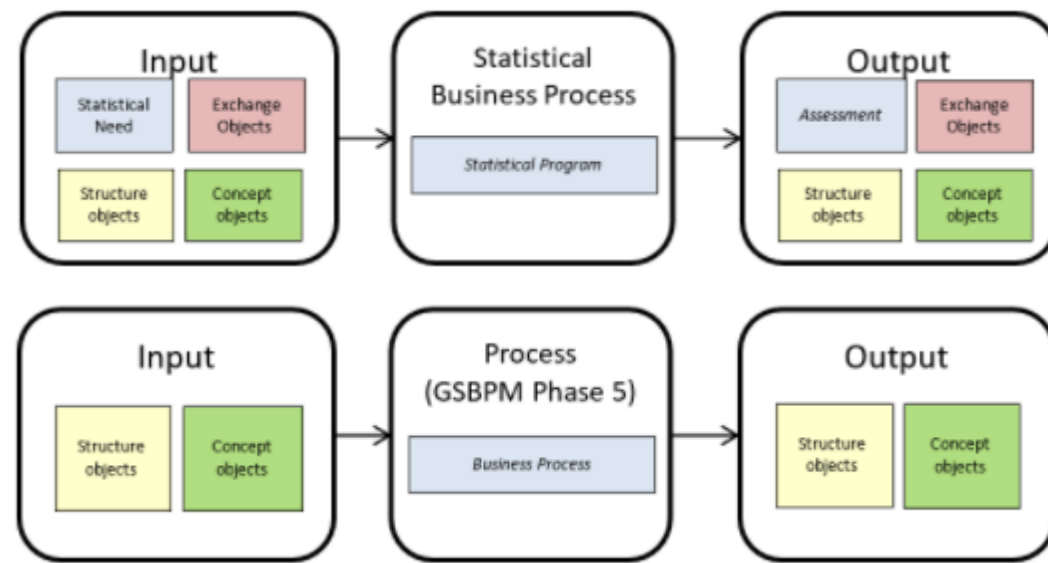 Input
Statistical
Need
Exchange
Objects
Structure
objects
Concept
objects
Statistical
Business Process
Statistical Program
Output
Assessment
Exchange
Objects
Structure
objects
Concept
objects
Input
Structure
objects
Concept
objects
Process
(GSBPM Phase 5)
Business Process
Output
Structure
objects
Concept
objects